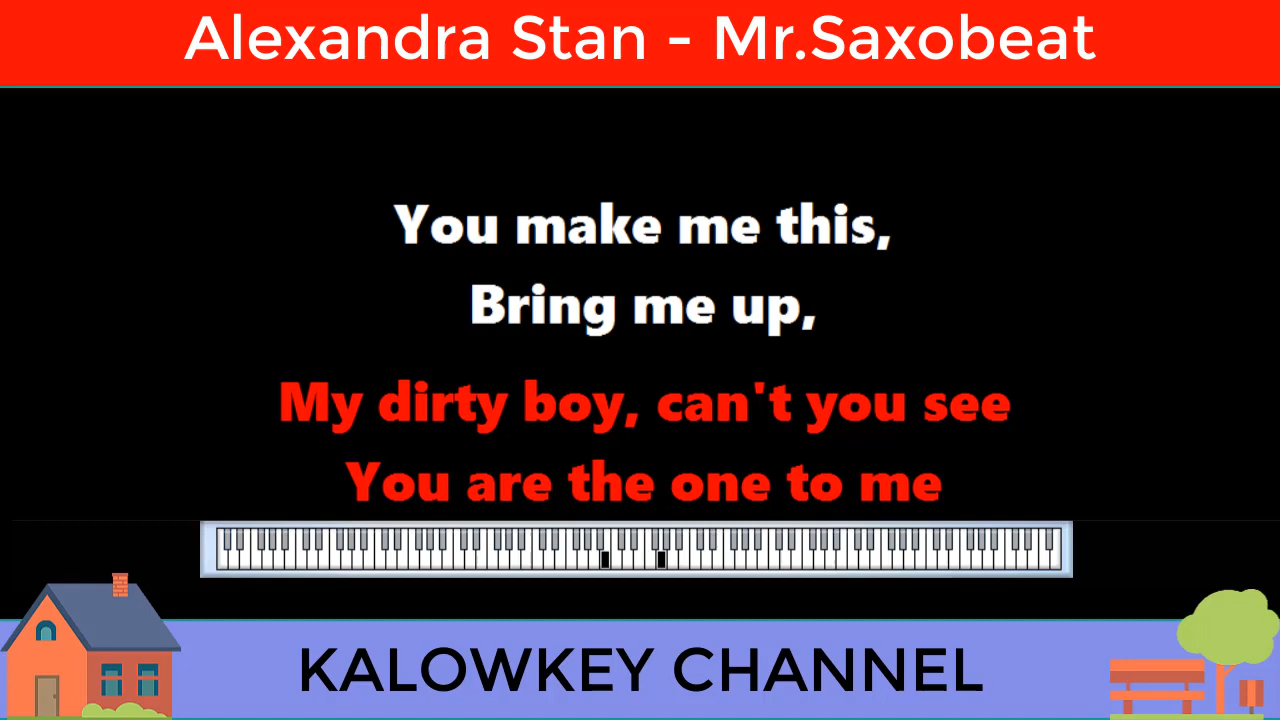 Alexandra Stan - Mr.Saxobeat
You make me this,
Bring me up,
My dirty boy, can't you see
You are the one to me
KALOWKEY CHANNEL